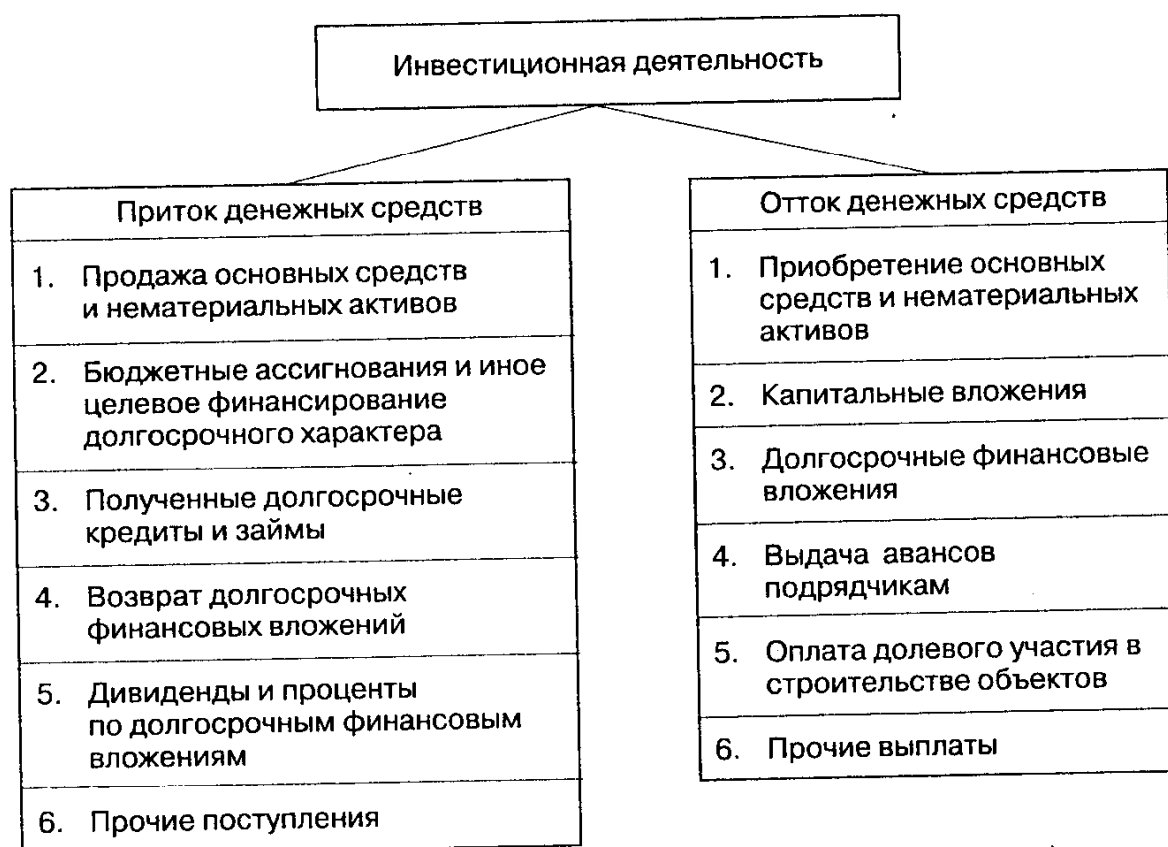 Инвестиционная деятельность
Приток денежных средств
1. Продажа основных средств
и нематериальных активов
2. Бюджетные ассигнования и иное
целевое финансирование
долгосрочного характера
3. Полученные долгосрочные
кредиты и займы
4. Возврат долгосрочных
финансовых вложений
5. Дивиденды и проценты
по долгосрочным финансовым
вложениям
6. Прочие поступления
Отток денежных средств
1. Приобретение основных
средств и нематериальных
активов
2. Капитальные вложения
3. Долгосрочные финансовые
вложения
4. Выдача авансов
подрядчикам
5. Оплата долевого участия в
строительстве объектов
6. Прочие выплаты